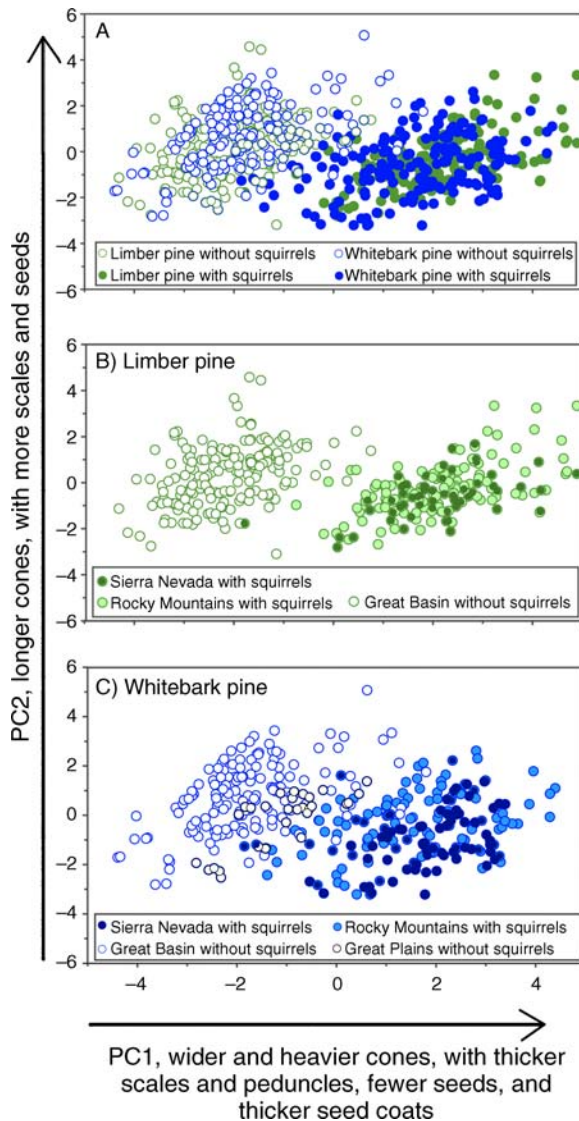 6
A
4
2
0
−2
−4
−6
Limber pine without squirrels Whitebark pine without squirrels
Limber pine with squirrels Whitebark pine with squirrels
6
B) Limber pine
4
2
0
−2
−4
−6
Sierra Nevada with squirrels
Rocky Mountains with squirrels Great Basin without squirrels
6
C) Whitebark pine
4
2
0
−2
−4
−6
Sierra Nevada with squirrels Rocky Mountains with squirrels
Great Basin without squirrels Great Plains without squirrels
−4 −2 0 2 4
PC2, longer cones, with more scales and seeds
PC1, wider and heavier cones, with thicker
scales and peduncles, fewer seeds, and
thicker seed coats